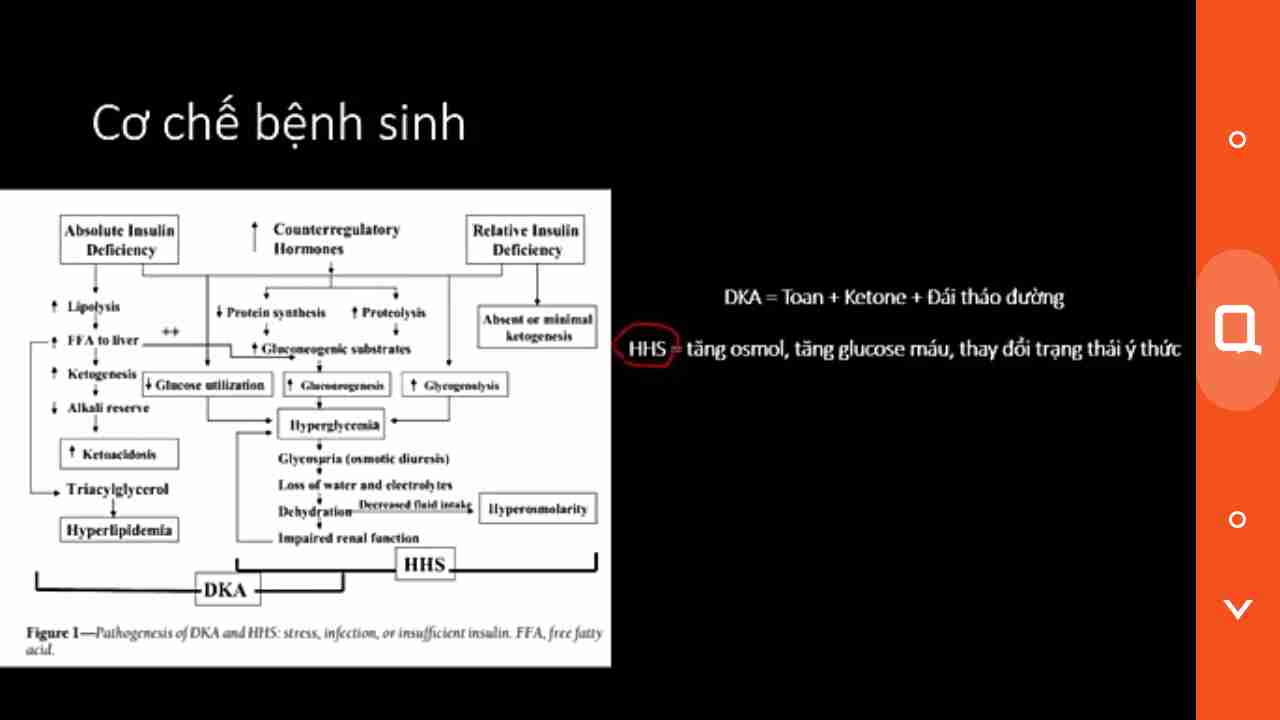 Cơ chế bệnh sinh
Absolute Insulin
Deficiency
↑ Counterregulatory
Hormones
Relative Insulin
Deficiency
↑ Lipolysis
↓ Protein synthesis
↑ Proteolysis
Absent or minimal
ketogenesis
++
↑ FFA to liver
↑ Gluconeogenic substrates
↑ Ketogenesis
↓ Glucose utilization
↑ Gluconeogenesis
↑ Glycogenolysis
↓ Alkali reserve
Hyperglycemia
↑ Ketoacidosis
Glycosuria (osmotic diuresis)
Loss of water and electrolytes
Triacylglycerol
Decreased fluid intake
Dehydration
Hyperosmolarity
Hyperlipidemia
Impaired renal function
HHS
DKA
Figure 1—Pathogenesis of DKA and HHS: stress, infection, or insufficient insulin. FFA, free fatty
acid.
DKA = Toan + Ketone + Đái tháo đường
HHS = tăng osmol, tăng glucose máu, thay đổi trạng thái ý thức